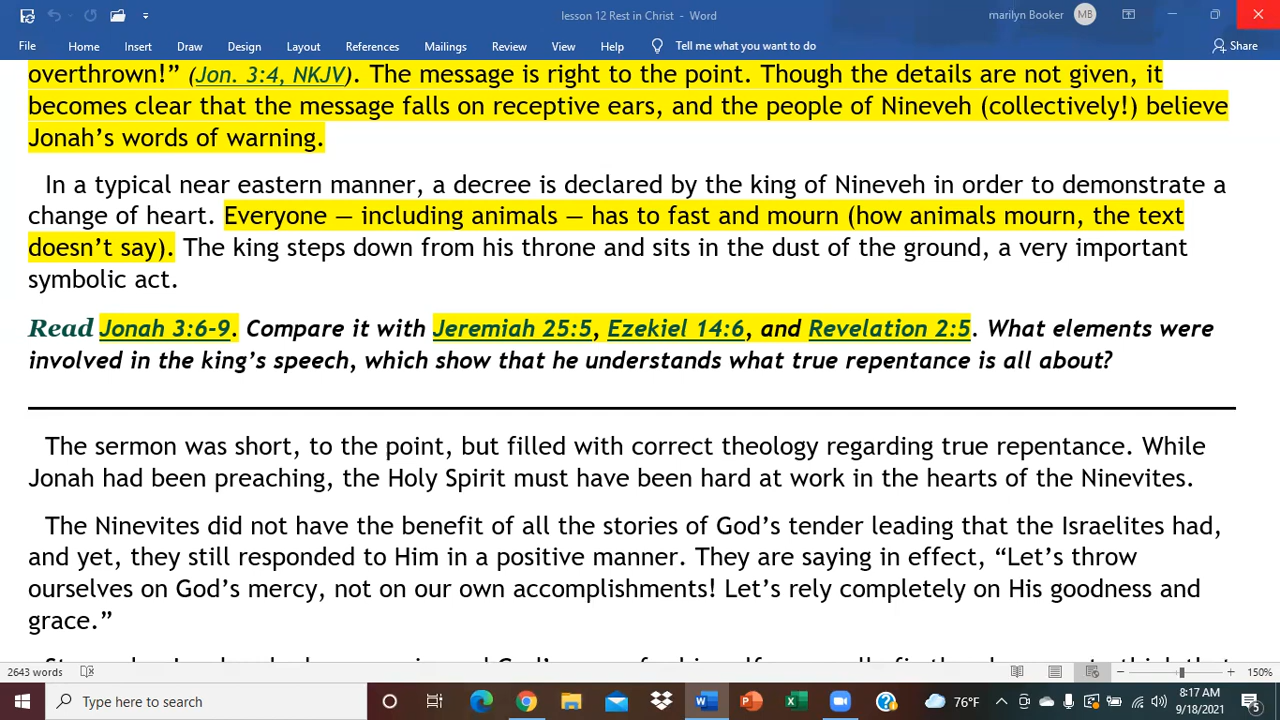 lesson 12 Rest in Christ - Word
marilyn Booker MB
File Home Insert Draw Design Layout References Mailings Review View Help Tell me what you want to do Share
overthrown!” (Jon. 3:4, NKJV). The message is right to the point. Though the details are not given, it
becomes clear that the message falls on receptive ears, and the people of Nineveh (collectively!) believe
Jonah’s words of warning.
In a typical near eastern manner, a decree is declared by the king of Nineveh in order to demonstrate a
change of heart. Everyone — including animals — has to fast and mourn (how animals mourn, the text
doesn’t say). The king steps down from his throne and sits in the dust of the ground, a very important
symbolic act.
Read Jonah 3:6-9. Compare it with Jeremiah 25:5, Ezekiel 14:6, and Revelation 2:5. What elements were
involved in the king’s speech, which show that he understands what true repentance is all about?
The sermon was short, to the point, but filled with correct theology regarding true repentance. While
Jonah had been preaching, the Holy Spirit must have been hard at work in the hearts of the Ninevites.
The Ninevites did not have the benefit of all the stories of God’s tender leading that the Israelites had,
and yet, they still responded to Him in a positive manner. They are saying in effect, “Let’s throw
ourselves on God’s mercy, not on our own accomplishments! Let’s rely completely on His goodness and
grace.”
2643 words
150%
Type here to search
76°F
8:17 AM
9/18/2021
5